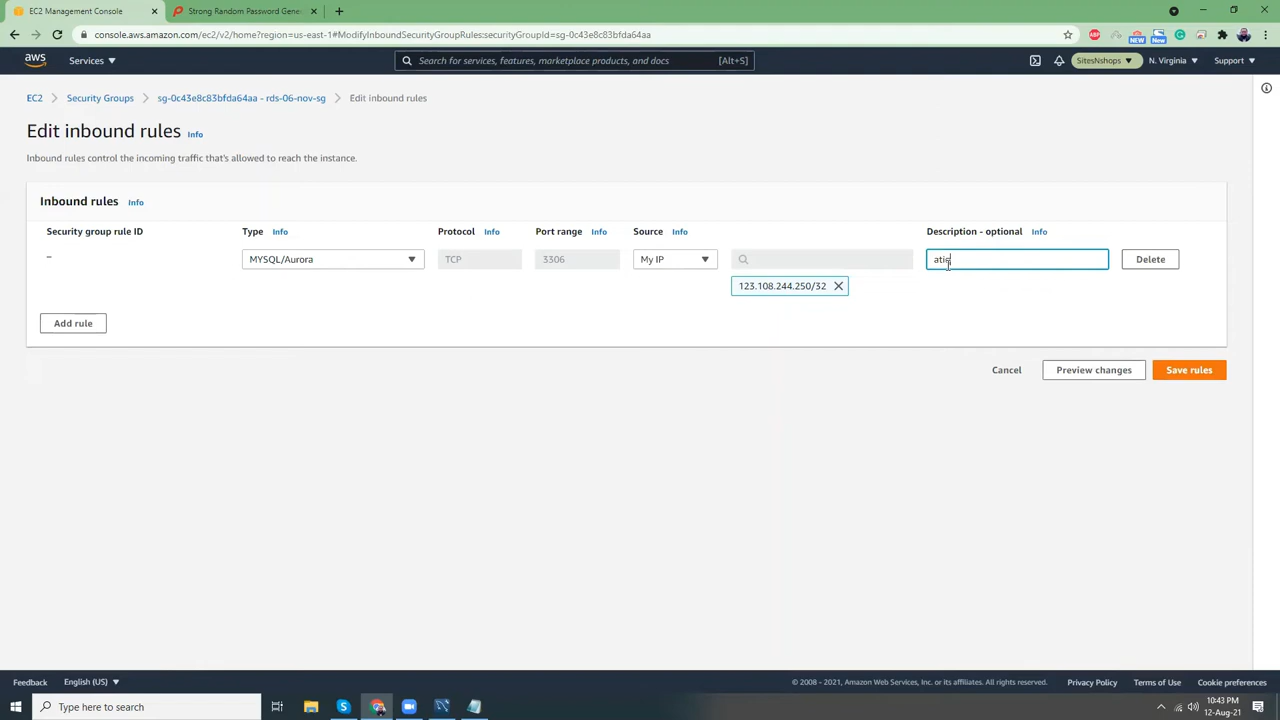 EC2 Management Console
Strong Random Password Gene
console.aws.amazon.com/ec2/v2/home?region=us-east-1#ModifyInboundSecurityGroupRules:securityGroupId=sg-0c43e8c83bfda64aa
ABP
NEW
New
aws
Services
Search for services, features, marketplace products, and docs
[Alt+S]
SitesNshops
N. Virginia
Support
EC2
Security Groups
sg-0c43e8c83bfda64aa - rds-06-nov-sg
Edit inbound rules
Edit inbound rules Info
Inbound rules control the incoming traffic that's allowed to reach the instance.
Inbound rules Info
Security group rule ID
Type Info
Protocol Info
Port range Info
Source Info
Description - optional Info
–
MYSQL/Aurora
TCP
3306
My IP
atiq
Delete
123.108.244.250/32
Add rule
Cancel
Preview changes
Save rules
Feedback
English (US)
© 2008 - 2021, Amazon Web Services, Inc. or its affiliates. All rights reserved.
Privacy Policy
Terms of Use
Cookie preferences
Type here to search
10:43 PM
12-Aug-21